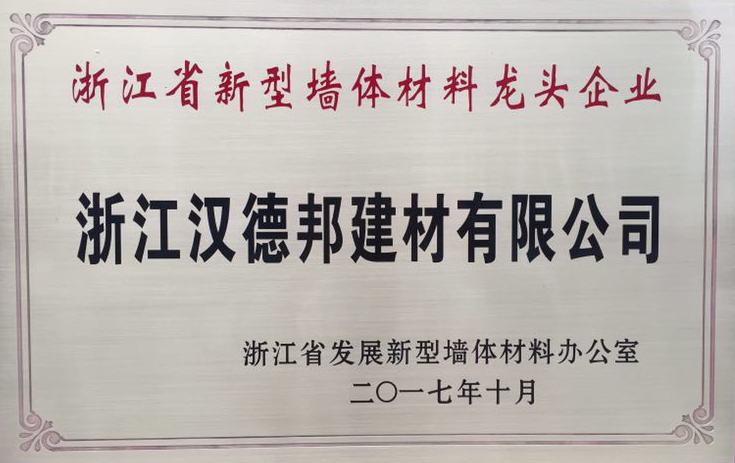 浙江省新型墙体材料龙头企业
浙江汉德邦建材有限公司
浙江省发展新型墙体材料办公室
二〇一七年十月